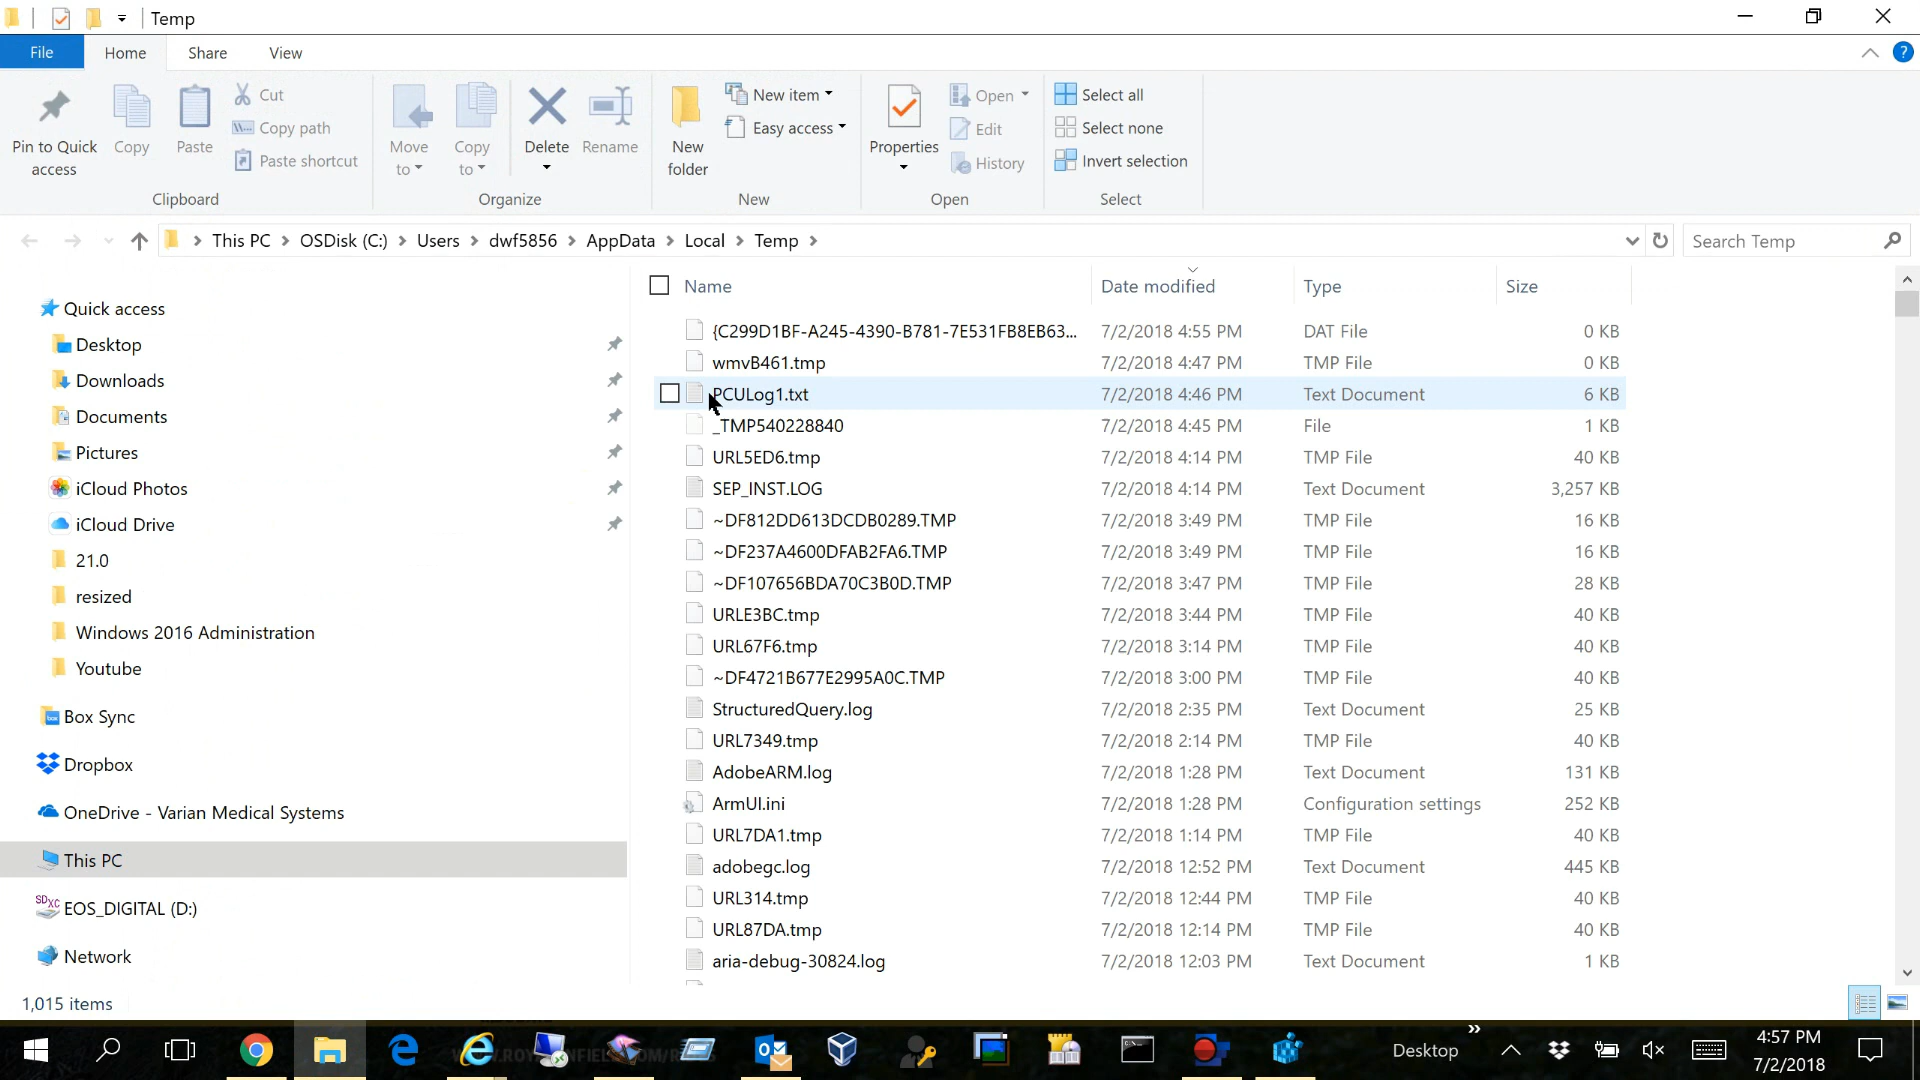 Temp
File Home Share View
Pin to Quick access
Copy
Paste
Cut
Copy path
Paste shortcut
Clipboard
Move to
Copy to
Delete
Rename
Organize
New folder
New item
Easy access
New
Properties
Open
Edit
History
Open
Select all
Select none
Invert selection
Select
This PC OSDisk (C:) Users dwf5856 AppData Local Temp
Search Temp
Quick access
Desktop
Downloads
Documents
Pictures
iCloud Photos
iCloud Drive
21.0
resized
Windows 2016 Administration
Youtube
Box Sync
Dropbox
OneDrive - Varian Medical Systems
This PC
EOS_DIGITAL (D:)
Network
Name Date modified Type Size
{C299D1BF-A245-4390-B781-7E531FB8EB63... 7/2/2018 4:55 PM DAT File 0 KB
wmvB461.tmp 7/2/2018 4:47 PM TMP File 0 KB
PCULog1.txt 7/2/2018 4:46 PM Text Document 6 KB
_TMP540228840 7/2/2018 4:45 PM File 1 KB
URL5ED6.tmp 7/2/2018 4:14 PM TMP File 40 KB
SEP_INST.LOG 7/2/2018 4:14 PM Text Document 3,257 KB
~DF812DD613DCDB0289.TMP 7/2/2018 3:49 PM TMP File 16 KB
~DF237A4600DFAB2FA6.TMP 7/2/2018 3:49 PM TMP File 16 KB
~DF107656BDA70C3B0D.TMP 7/2/2018 3:47 PM TMP File 28 KB
URLE3BC.tmp 7/2/2018 3:44 PM TMP File 40 KB
URL67F6.tmp 7/2/2018 3:14 PM TMP File 40 KB
~DF4721B677E2995A0C.TMP 7/2/2018 3:00 PM TMP File 40 KB
StructuredQuery.log 7/2/2018 2:35 PM Text Document 25 KB
URL7349.tmp 7/2/2018 2:14 PM TMP File 40 KB
AdobeARM.log 7/2/2018 1:28 PM Text Document 131 KB
ArmUI.ini 7/2/2018 1:28 PM Configuration settings 252 KB
URL7DA1.tmp 7/2/2018 1:14 PM TMP File 40 KB
adobegc.log 7/2/2018 12:52 PM Text Document 445 KB
URL314.tmp 7/2/2018 12:44 PM TMP File 40 KB
URL87DA.tmp 7/2/2018 12:14 PM TMP File 40 KB
aria-debug-30824.log 7/2/2018 12:03 PM Text Document 1 KB
1,015 items
Desktop
4:57 PM
7/2/2018